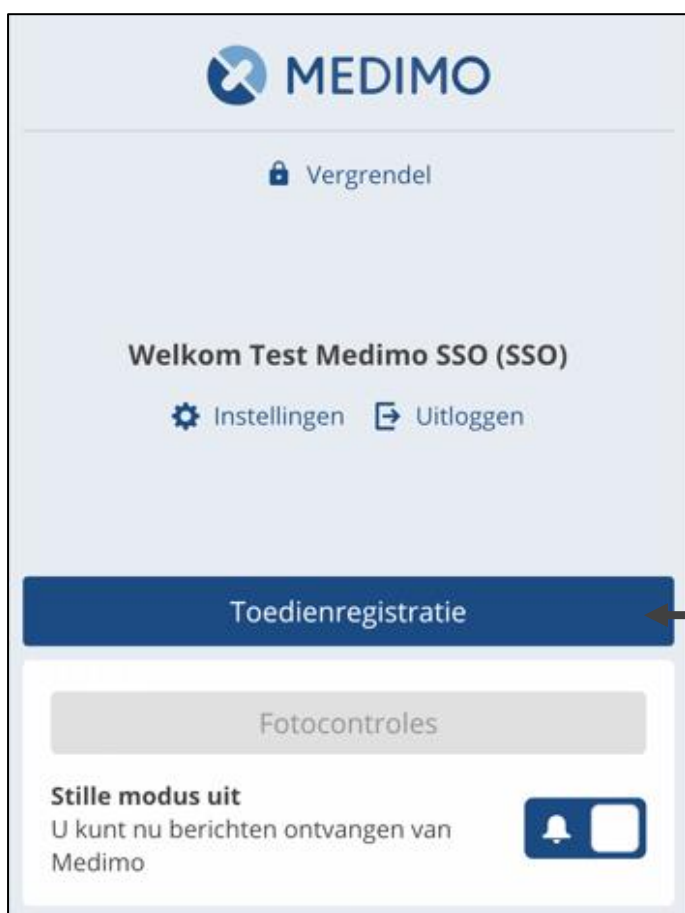 MEDIMO
Vergrendel
Welkom Test Medimo SSO (SSO)
Instellingen Uitloggen
Toedienregistratie
Fotocontroles
Stille modus uit
U kunt nu berichten ontvangen van
Medimo